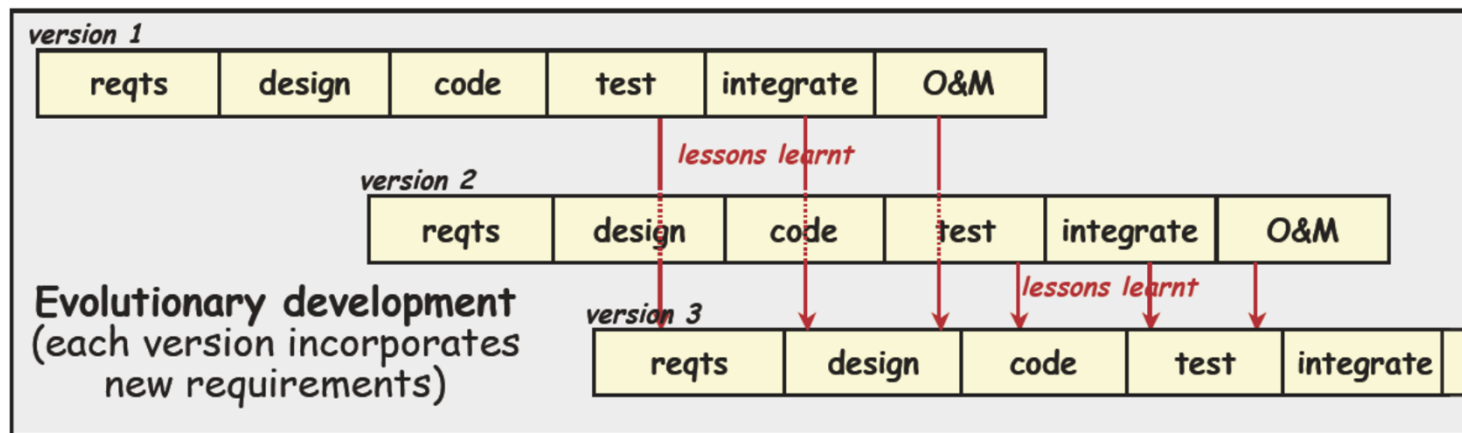 version 1
reqts design code test integrate O&M
lessons learnt
version 2
reqts design code test integrate O&M
lessons learnt
Evolutionary development
(each version incorporates
new requirements)
version 3
reqts design code test integrate